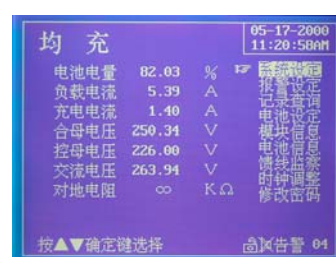 均 充
05-17-2000
11:20:58AM
电池电量 82.03 %
负载电流 5.39 A
充电电流 1.40 A
合母电压 250.34 V
控母电压 226.00 V
交流电压 263.94 V
对地电阻 ∞ KΩ
☞ 系统设定
报警设定
记录查询
电池设定
模块信息
电池信息
馈线监察
时钟调整
修改密码
按▲▼确定键选择
告警 04